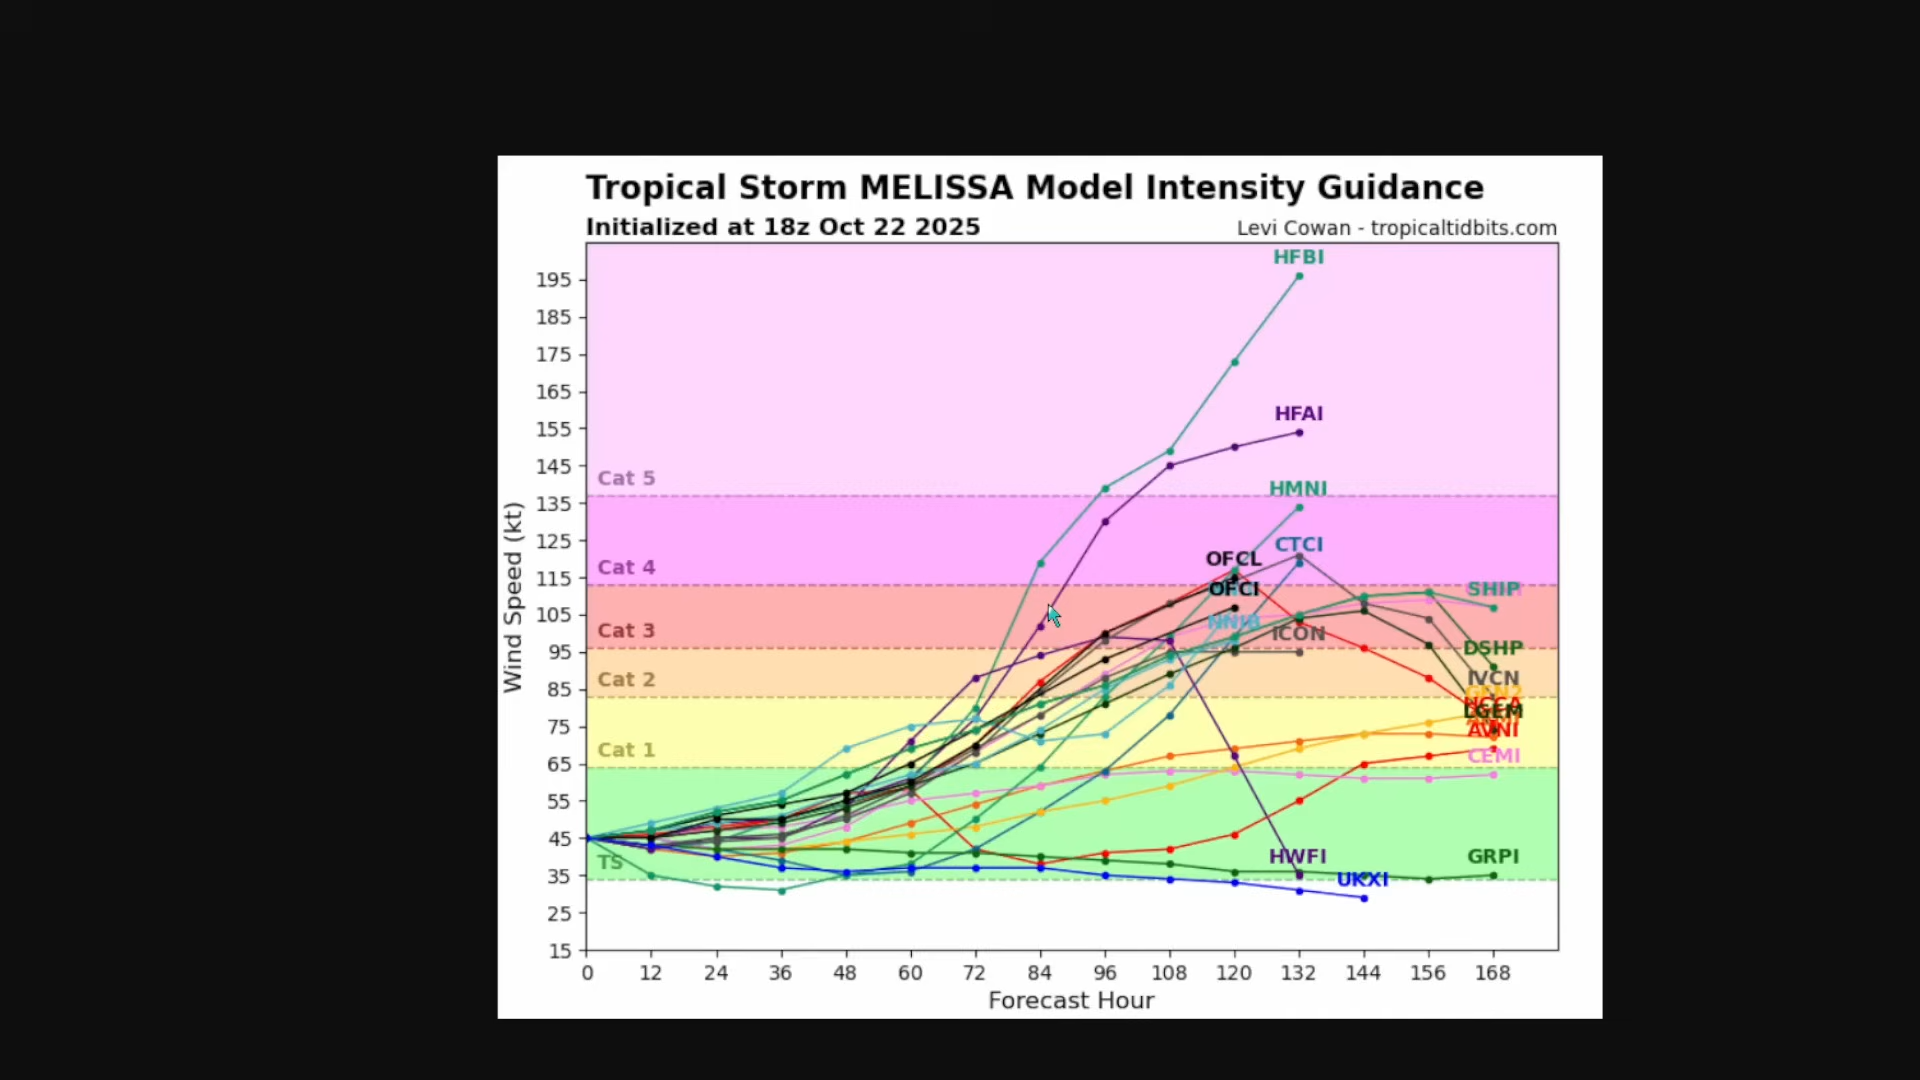 Tropical Storm MELISSA Model Intensity Guidance
Initialized at 18z Oct 22 2025
Levi Cowan - tropicaltidbits.com
HFBI
195
185
175
165
HFAI
155
145
Cat 5
HMNI
135
125
CTCI
OFCL
Cat 4
115
OFCI
SHIP
105
NNIB
Cat 3
ICON
95
DSHP
Cat 2
IVCN
85
GEN2
LGEM
75
AVNI
Cat 1
CEMI
65
55
45
TS
HWFI
GRPI
35
UKXI
25
15
0 12 24 36 48 60 72 84 96 108 120 132 144 156 168
Wind Speed (kt)
Forecast Hour